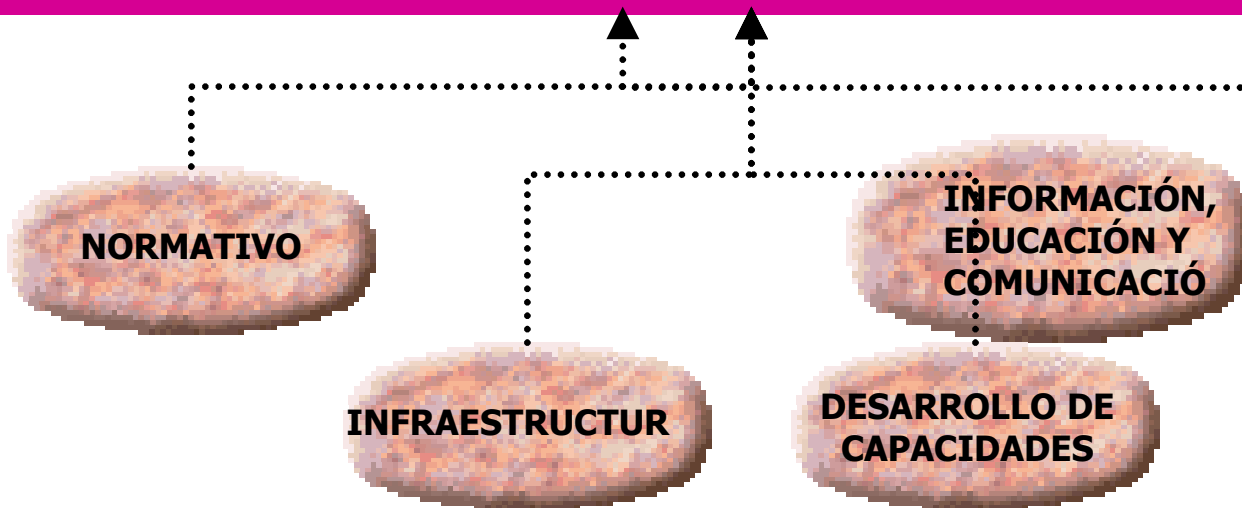 NORMATIVO
INFORMACIÓN,
EDUCACIÓN Y
COMUNICACIÓ
INFRAESTRUCTUR
DESARROLLO DE
CAPACIDADES